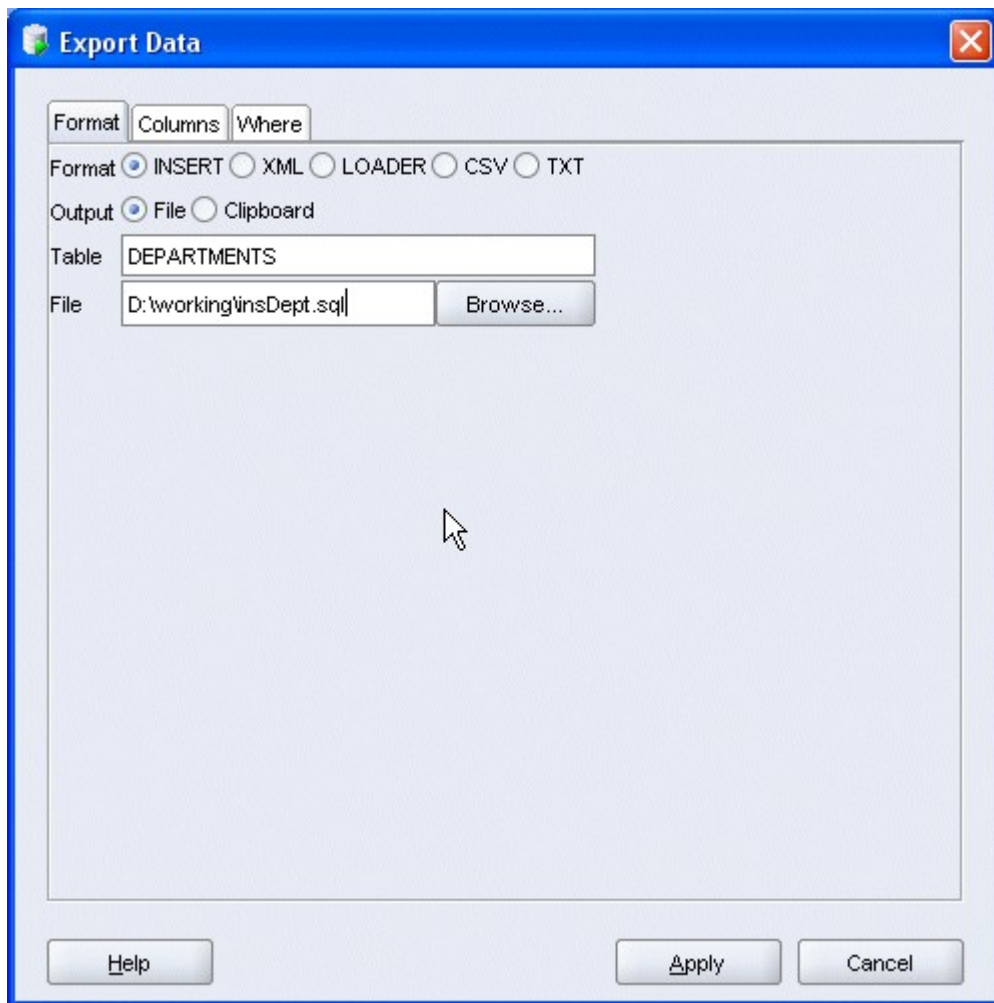 Export Data
Format Columns Where
Format INSERT XML LOADER CSV TXT
Output File Clipboard
Table DEPARTMENTS
File D:\working\insDept.sql Browse...
Help Apply Cancel